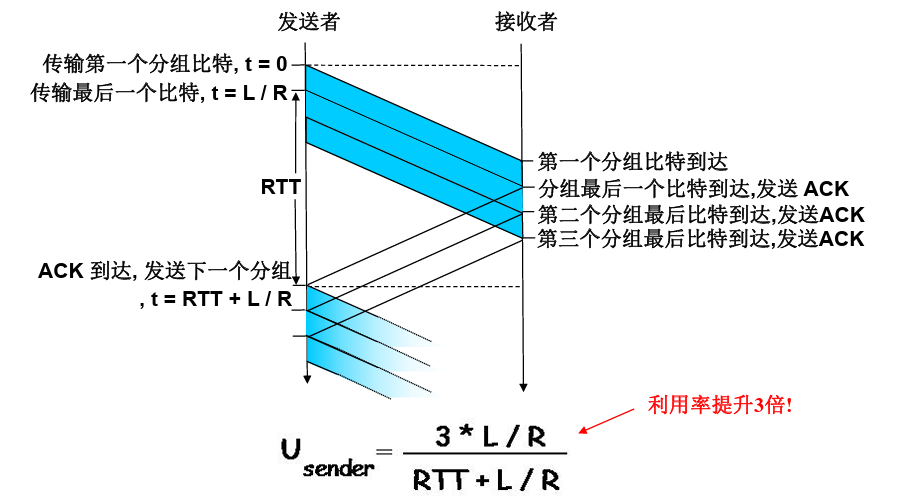 发送者
接收者
传输第一个分组比特, t = 0
传输最后一个比特, t = L / R
RTT
第一个分组比特到达
分组最后一个比特到达,发送 ACK
第二个分组最后比特到达,发送ACK
第三个分组最后比特到达,发送ACK
ACK 到达, 发送下一个分组
, t = RTT + L / R
利用率提升3倍!
U sender = 3 * L / R
RTT + L / R